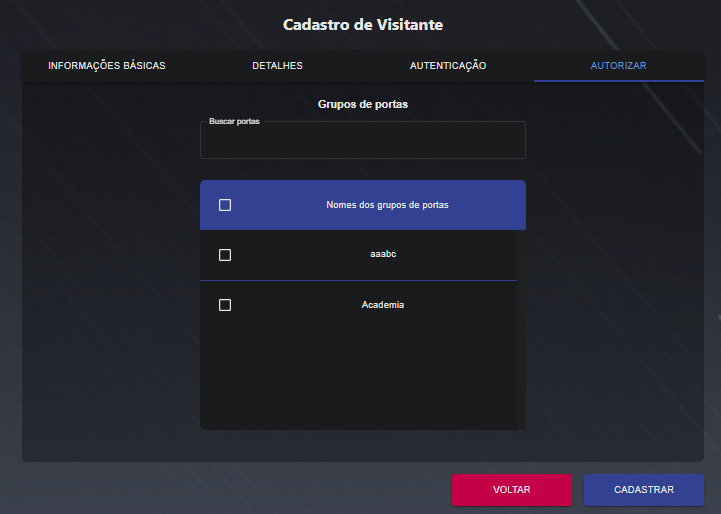 Cadastro de Visitante
INFORMAÇÕES BÁSICAS
DETALHES
AUTENTICAÇÃO
AUTORIZAR
Grupos de portas
Buscar portas
Nomes dos grupos de portas
aaabc
Academia
VOLTAR
CADASTRAR